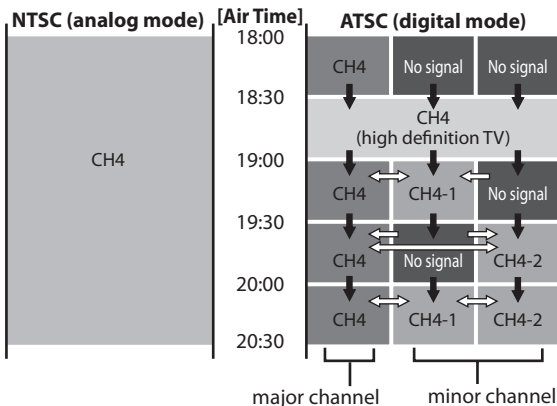 NTSC (analog mode) [Air Time] ATSC (digital mode)
18:00
CH4 No signal No signal
18:30
CH4
(high definition TV)
19:00
CH4
CH4 CH4-1 No signal
19:30
CH4 No signal CH4-2
20:00
CH4 CH4-1 CH4-2
20:30
major channel minor channel